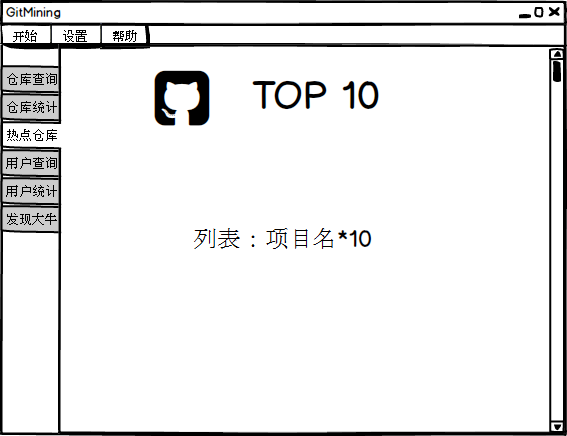 GitMining
开始 设置 帮助
仓库查询
仓库统计
热点仓库
用户查询
用户统计
发现大牛
TOP 10
列表：项目名*10